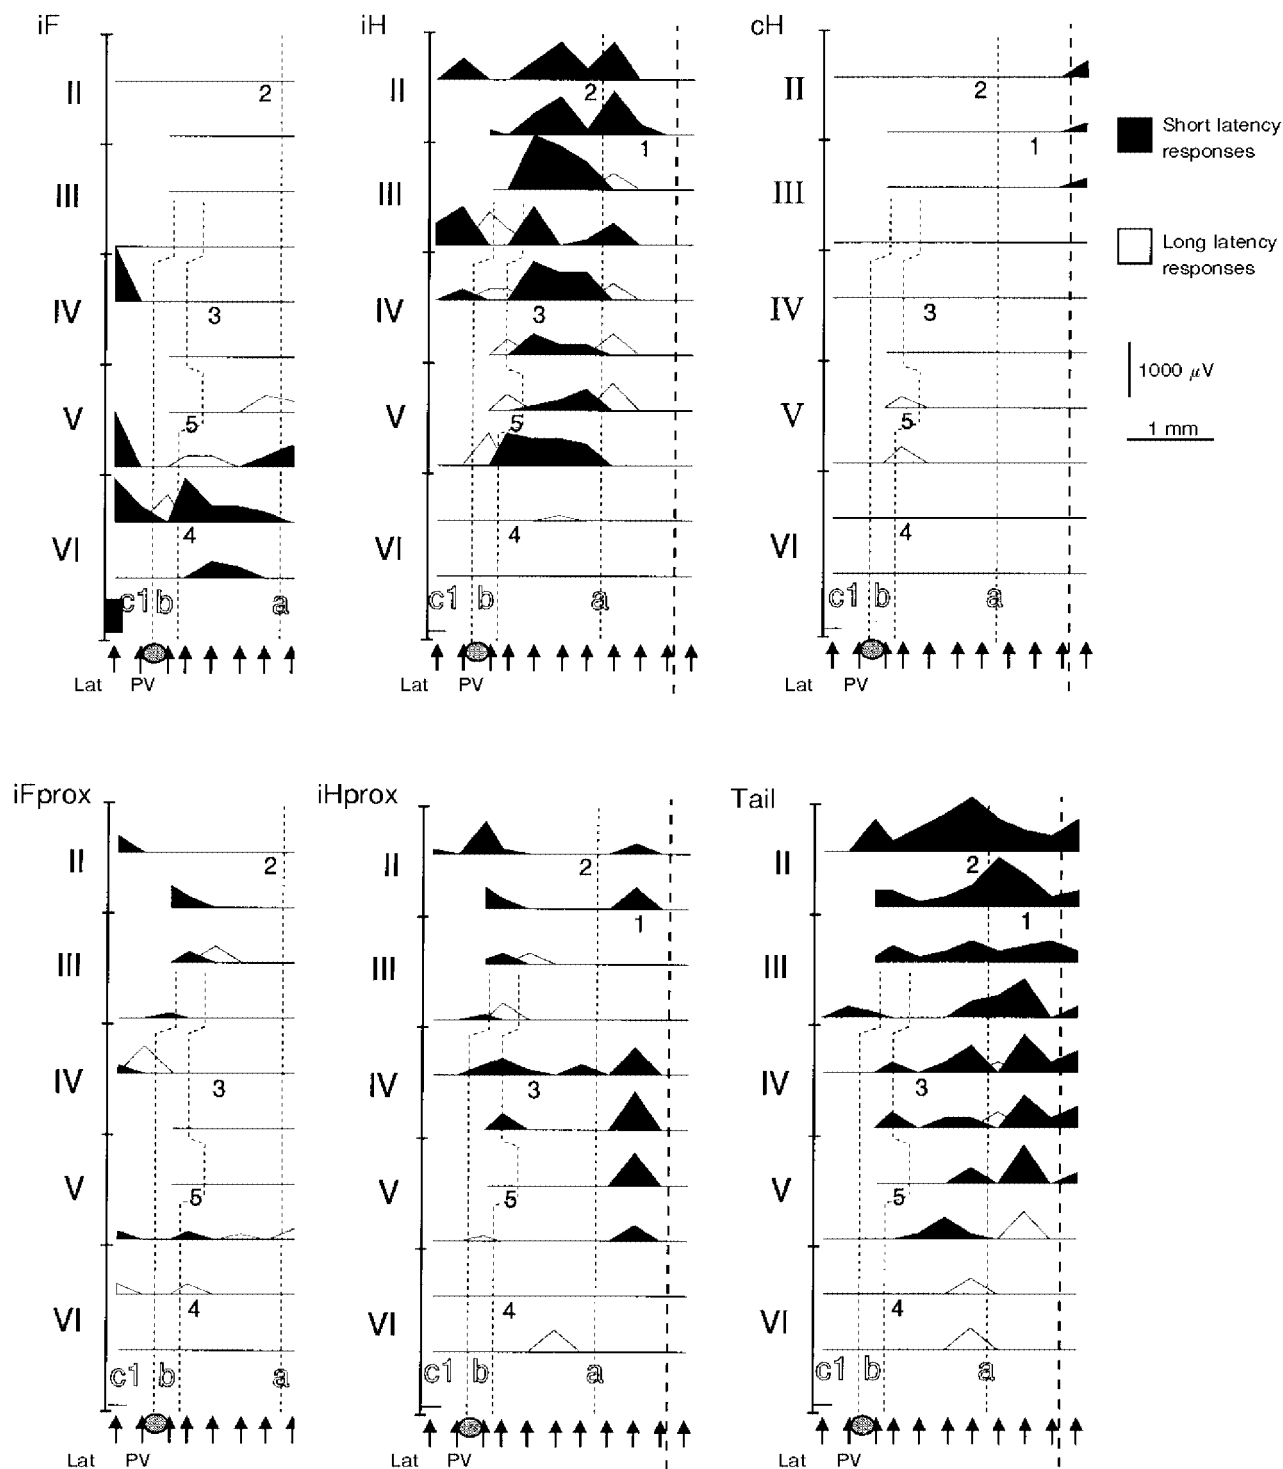 iF
II
2
III
IV
3
V
5
VI
4
c1 b
a
Lat
PV
iH
II
2
1
III
IV
3
V
5
VI
4
c1 b
a
Lat
PV
cH
II
2
1
III
IV
3
V
5
VI
4
c1 b
a
Lat
PV
Short latency
responses
Long latency
responses
1000 μV
1 mm
iFprox
II
2
III
IV
3
V
5
VI
4
c1 b
a
Lat
PV
iHprox
II
2
1
III
IV
3
V
5
VI
4
c1 b
a
Lat
PV
Tail
II
2
1
III
IV
3
V
5
VI
4
c1 b
a
Lat
PV